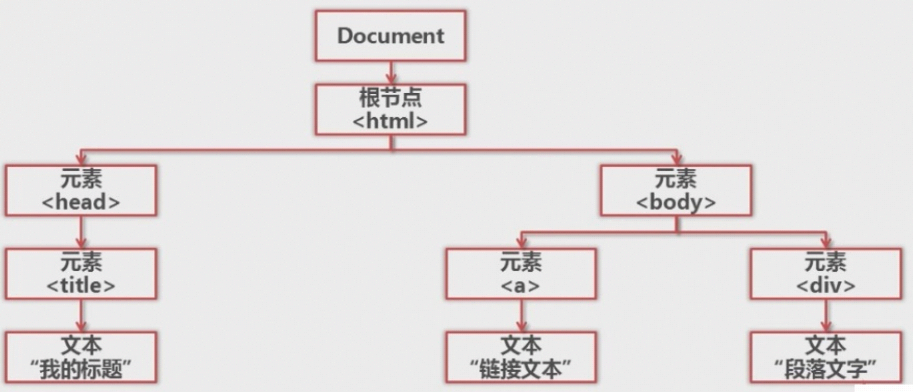 Document
根节点
<html>
元素
<head>
元素
<body>
元素
<title>
元素
<a>
元素
<div>
文本
“我的标题”
文本
“链接文本”
文本
“段落文字”